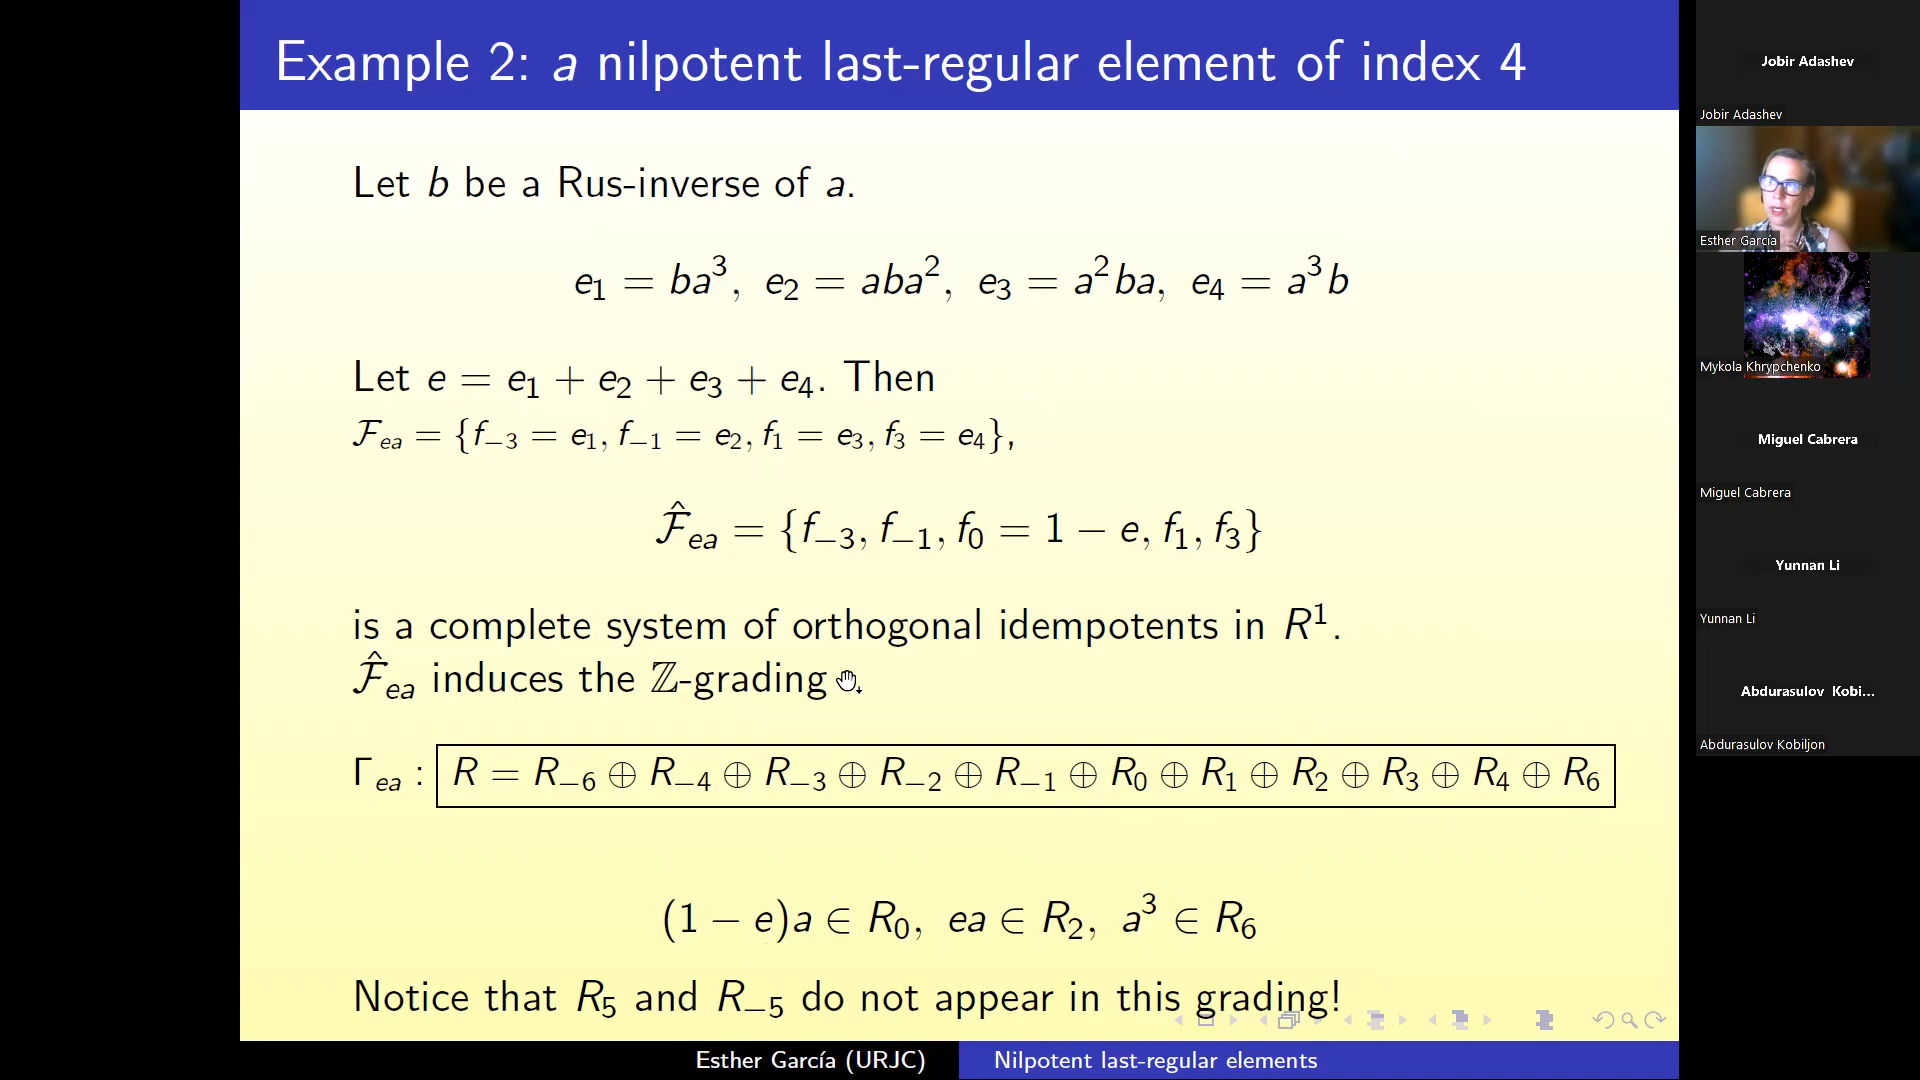 Example 2: a nilpotent last-regular element of index 4
Let b be a Rus-inverse of a.
e₁ = ba³, e₂ = aba², e₃ = a²ba, e₄ = a³b
Let e = e₁ + e₂ + e₃ + e₄. Then
ℱₑₐ = {f₋₃ = e₁, f₋₁ = e₂, f₁ = e₃, f₃ = e₄},
ℱ̂ₑₐ = {f₋₃, f₋₁, f₀ = 1 − e, f₁, f₃}
is a complete system of orthogonal idempotents in R¹.
ℱ̂ₑₐ induces the ℤ-grading
Γₑₐ : R = R₋₆ ⊕ R₋₄ ⊕ R₋₃ ⊕ R₋₂ ⊕ R₋₁ ⊕ R₀ ⊕ R₁ ⊕ R₂ ⊕ R₃ ⊕ R₄ ⊕ R₆
(1 − e)a ∈ R₀, ea ∈ R₂, a³ ∈ R₆
Notice that R₅ and R₋₅ do not appear in this grading!
Esther García (URJC)
Nilpotent last-regular elements
Jobir Adashev
Jobir Adashev
Esther García
Mykola Khrypchenko
Miguel Cabrera
Miguel Cabrera
Yunnan Li
Yunnan Li
Abdurasulov Kobi...
Abdurasulov Kobiljon